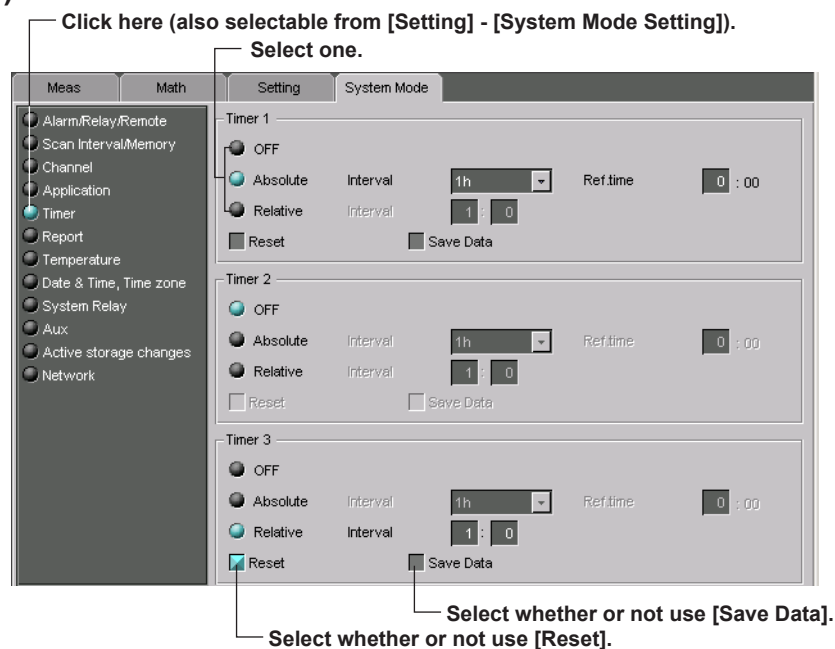 )
Click here (also selectable from [Setting] - [System Mode Setting]).
Select one.
Meas Math Setting System Mode
Alarm/Relay/Remote
Scan Interval/Memory
Channel
Application
Timer
Report
Temperature
Date & Time, Time zone
System Relay
Aux
Active storage changes
Network
Timer 1
OFF
Absolute Interval 1h Ref.time 0 : 00
Relative Interval 1 : 0
Reset Save Data
Timer 2
OFF
Absolute Interval 1h Ref.time 0 : 00
Relative Interval 1 : 0
Reset Save Data
Timer 3
OFF
Absolute Interval 1h Ref.time 0 : 00
Relative Interval 1 : 0
Reset Save Data
Select whether or not use [Save Data].
Select whether or not use [Reset].